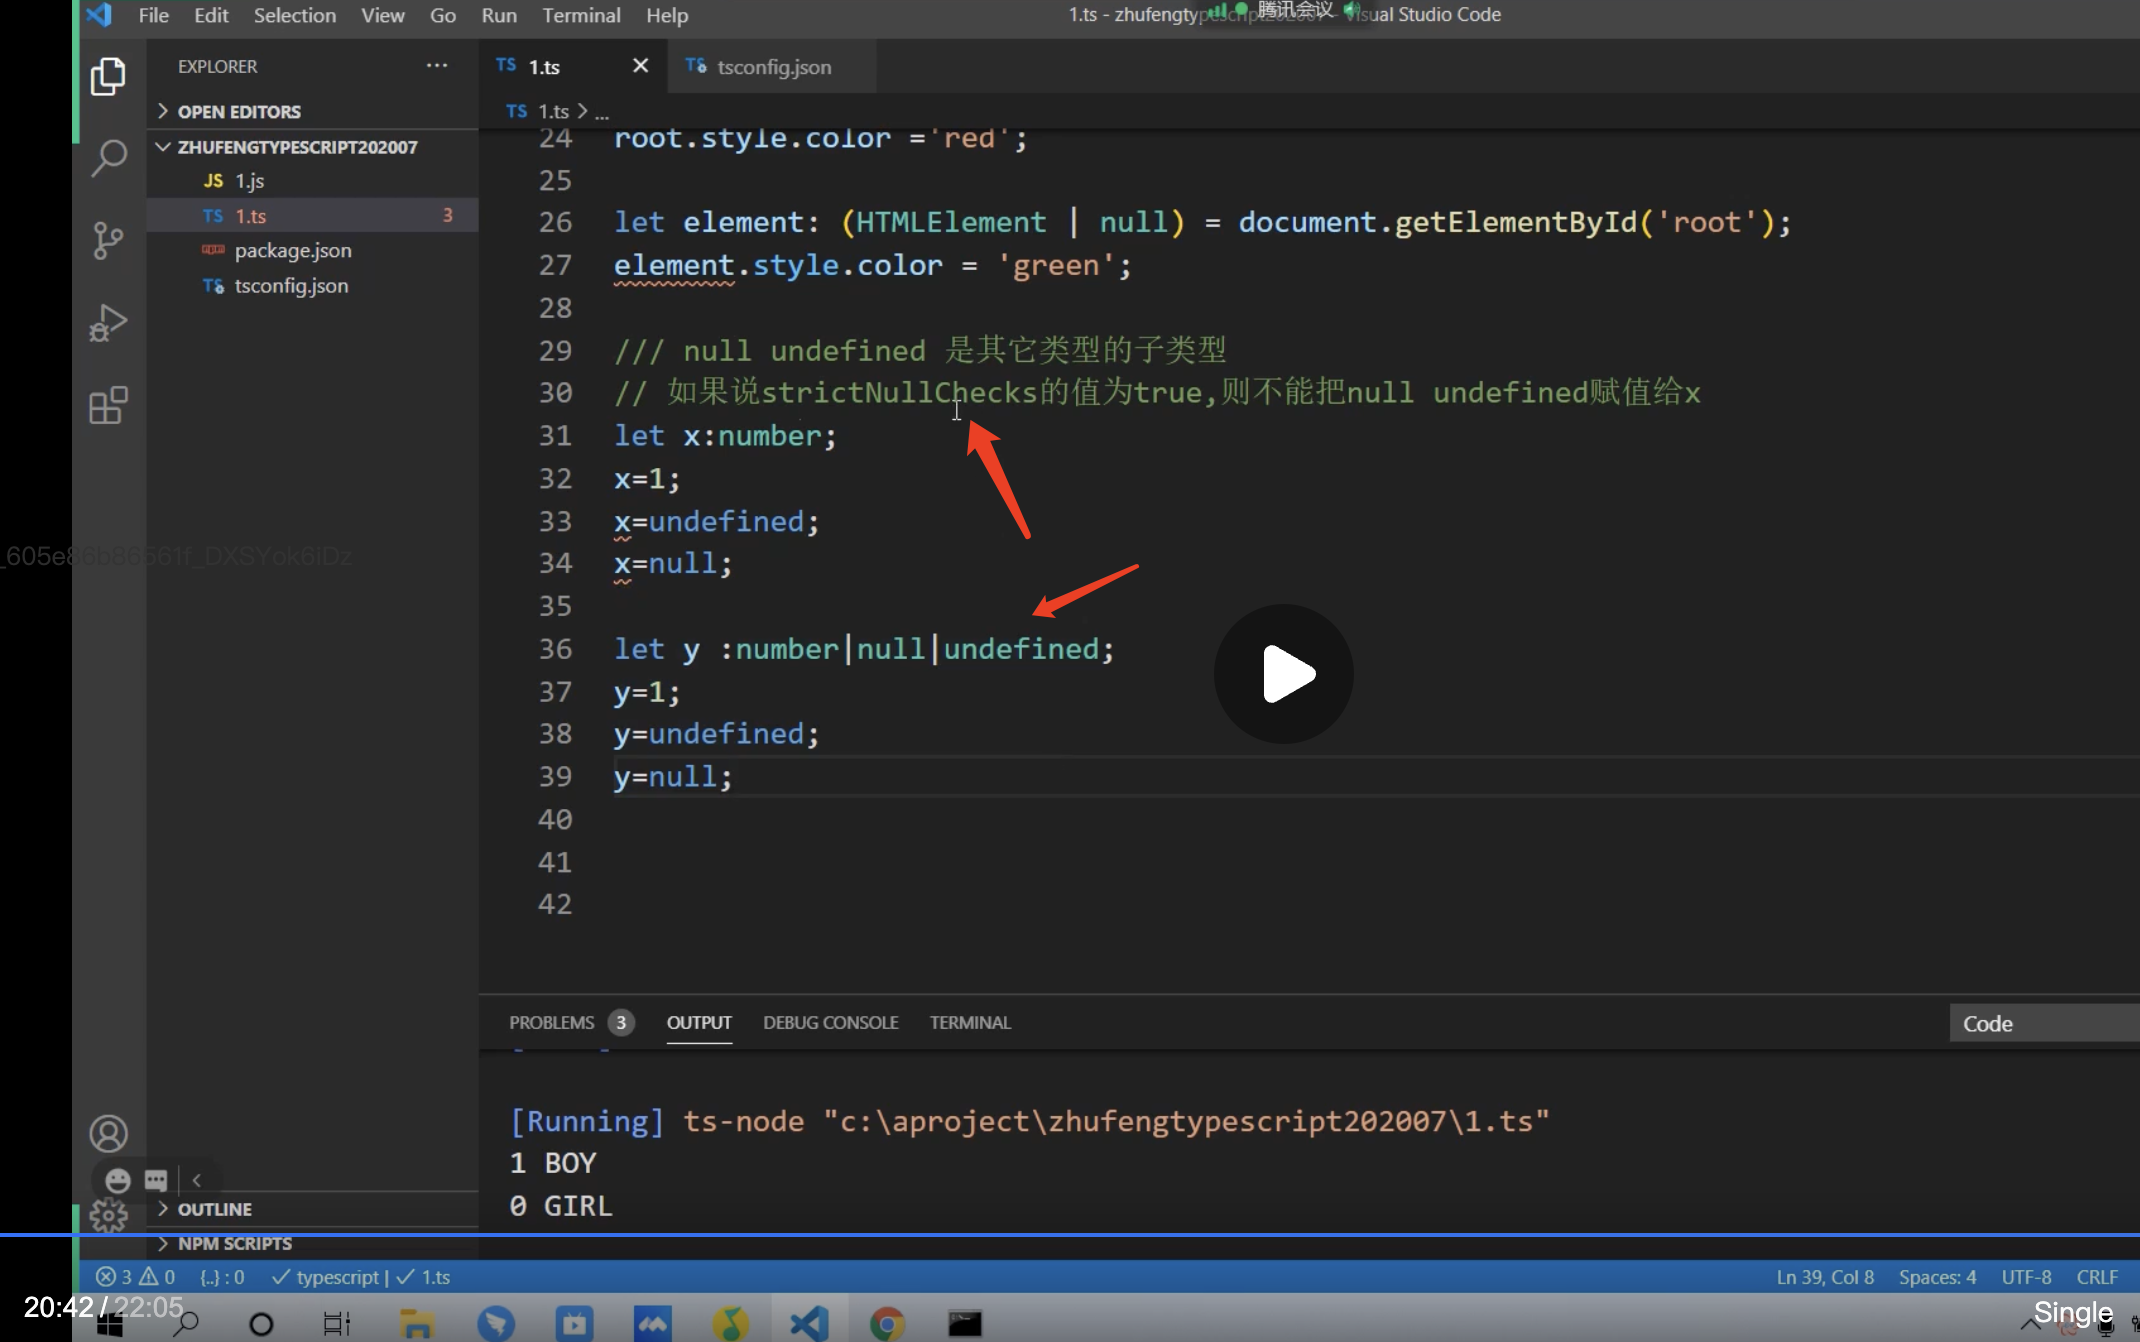 File Edit Selection View Go Run Terminal Help
1.ts - zhufengtypescript202007 - Visual Studio Code
腾讯会议
EXPLORER ...
TS 1.ts
TS tsconfig.json
OPEN EDITORS
TS 1.ts > ...
ZHUFENGTYPESCRIPT202007
JS 1.js
TS 1.ts 3
package.json
TS tsconfig.json
24 root.style.color ='red';
25
26 let element: (HTMLElement | null) = document.getElementById('root');
27 element.style.color = 'green';
28
29 /// null undefined 是其它类型的子类型
30 // 如果说strictNullChecks的值为true,则不能把null undefined赋值给x
31 let x:number;
32 x=1;
33 x=undefined;
34 x=null;
35
36 let y :number|null|undefined;
37 y=1;
38 y=undefined;
39 y=null;
40
41
42
_605e86b86561f_DXSYok6iDz
PROBLEMS 3 OUTPUT DEBUG CONSOLE TERMINAL
Code
[Running] ts-node "c:\aproject\zhufengtypescript202007\1.ts"
1 BOY
0 GIRL
OUTLINE
NPM SCRIPTS
3 0 {..} : 0 ✓ typescript | ✓ 1.ts
Ln 39, Col 8 Spaces: 4 UTF-8 CRLF
20:42 / 22:05
Single